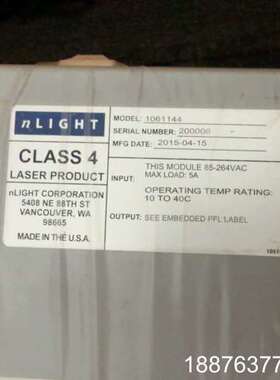 nLIGHT
CLASS 4
LASER PRODUCT
nLIGHT CORPORATION
5408 NE 88TH ST
VANCOUVER, WA
98665
MADE IN THE U.S.A.
MODEL: 1061144
SERIAL NUMBER: 200006 -
MFG DATE: 2015-04-15
INPUT: THIS MODULE 85-264VAC
MAX LOAD: 5A
OPERATING TEMP RATING:
10 TO 40C
OUTPUT: SEE EMBEDDED PFL LABEL
18876377